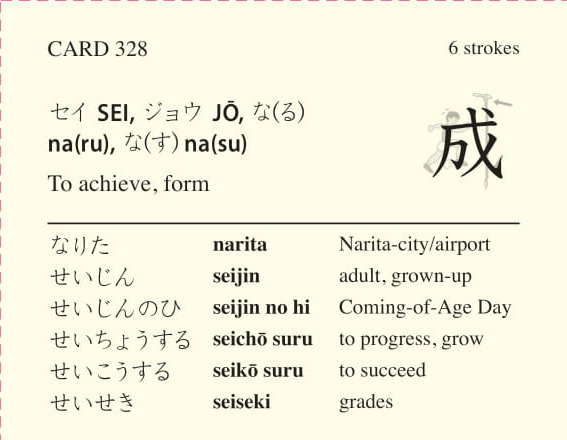 CARD 328 6 strokes
セイ SEI, ジョウ JŌ, な(る)
na(ru), な(す) na(su)
成
To achieve, form
なりた narita Narita-city/airport
せいじん seijin adult, grown-up
せいじんのひ seijin no hi Coming-of-Age Day
せいちょうする seichō suru to progress, grow
せいこうする seikō suru to succeed
せいせき seiseki grades